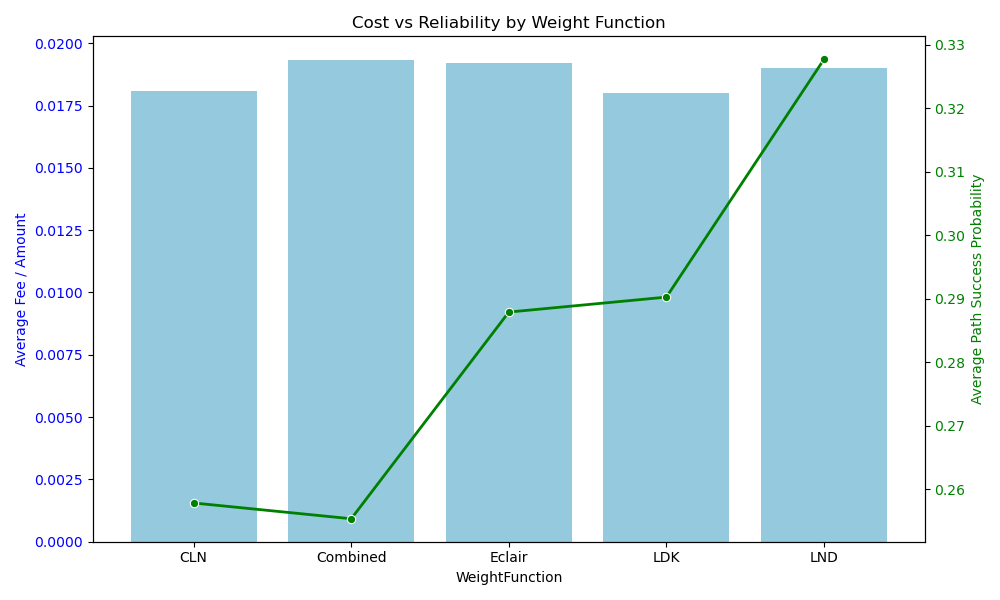 Cost vs Reliability by Weight Function
Average Fee / Amount
0.0200
0.0175
0.0150
0.0125
0.0100
0.0075
0.0050
0.0025
0.0000
CLN
Combined
Eclair
LDK
LND
WeightFunction
0.33
0.32
0.31
0.30
0.29
0.28
0.27
0.26
Average Path Success Probability